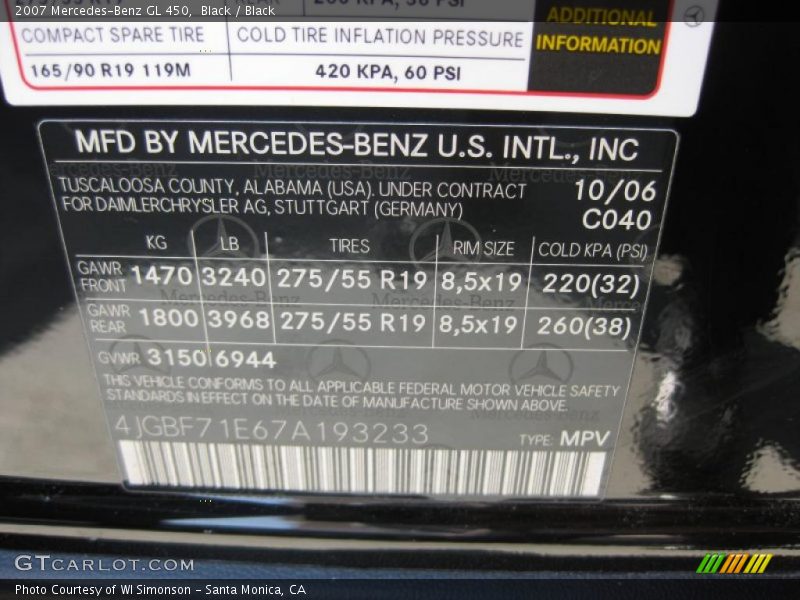 2007 Mercedes-Benz GL 450, Black / Black
ADDITIONAL
COMPACT SPARE TIRE COLD TIRE INFLATION PRESSURE INFORMATION
165/90 R19 119M 420 KPA, 60 PSI
MFD BY MERCEDES-BENZ U.S. INTL., INC
TUSCALOOSA COUNTY, ALABAMA (USA). UNDER CONTRACT 10/06
FOR DAIMLERCHRYSLER AG, STUTTGART (GERMANY) C040
KG LB TIRES RIM SIZE COLD KPA (PSI)
GAWR FRONT 1470 3240 275/55 R19 8,5x19 220(32)
GAWR REAR 1800 3968 275/55 R19 8,5x19 260(38)
GVWR 3150 6944
THIS VEHICLE CONFORMS TO ALL APPLICABLE FEDERAL MOTOR VEHICLE SAFETY
STANDARDS IN EFFECT ON THE DATE OF MANUFACTURE SHOWN ABOVE.
4JGBF71E67A193233 TYPE: MPV
GTCARLOT.COM
Photo Courtesy of WI Simonson - Santa Monica, CA